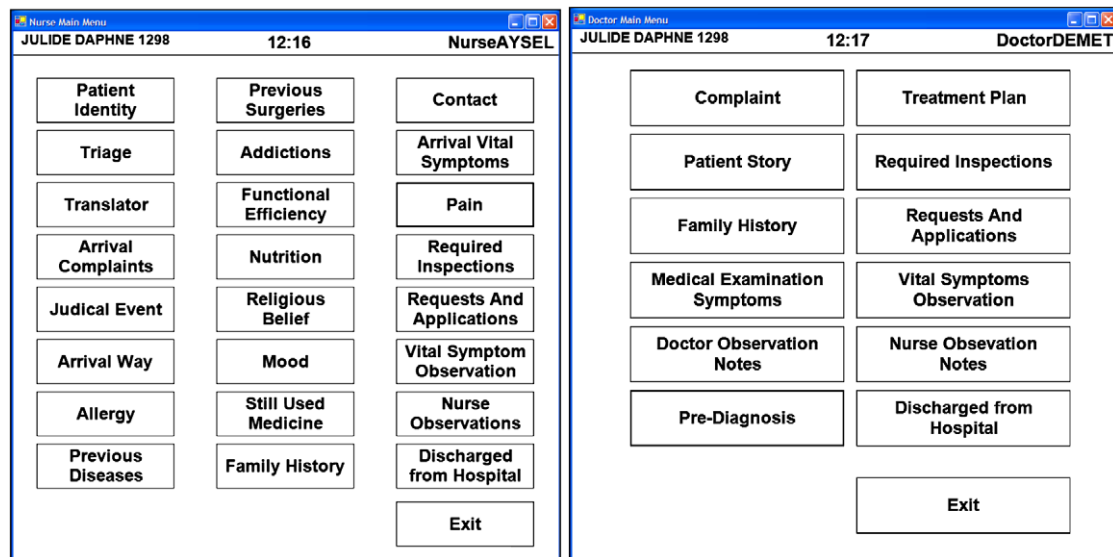 Nurse Main Menu
JULIDE DAPHNE 1298 12:16 NurseAYSEL
Patient
Identity
Previous
Surgeries
Contact
Triage
Addictions
Arrival Vital
Symptoms
Translator
Functional
Efficiency
Pain
Arrival
Complaints
Nutrition
Required
Inspections
Judical Event
Religious
Belief
Requests And
Applications
Arrival Way
Mood
Vital Symptom
Observation
Allergy
Still Used
Medicine
Nurse
Observations
Previous
Diseases
Family History
Discharged
from Hospital
Exit
Doctor Main Menu
JULIDE DAPHNE 1298 12:17 DoctorDEMET
Complaint
Treatment Plan
Patient Story
Required Inspections
Family History
Requests And
Applications
Medical Examination
Symptoms
Vital Symptoms
Observation
Doctor Observation
Notes
Nurse Obsevation
Notes
Pre-Diagnosis
Discharged from
Hospital
Exit